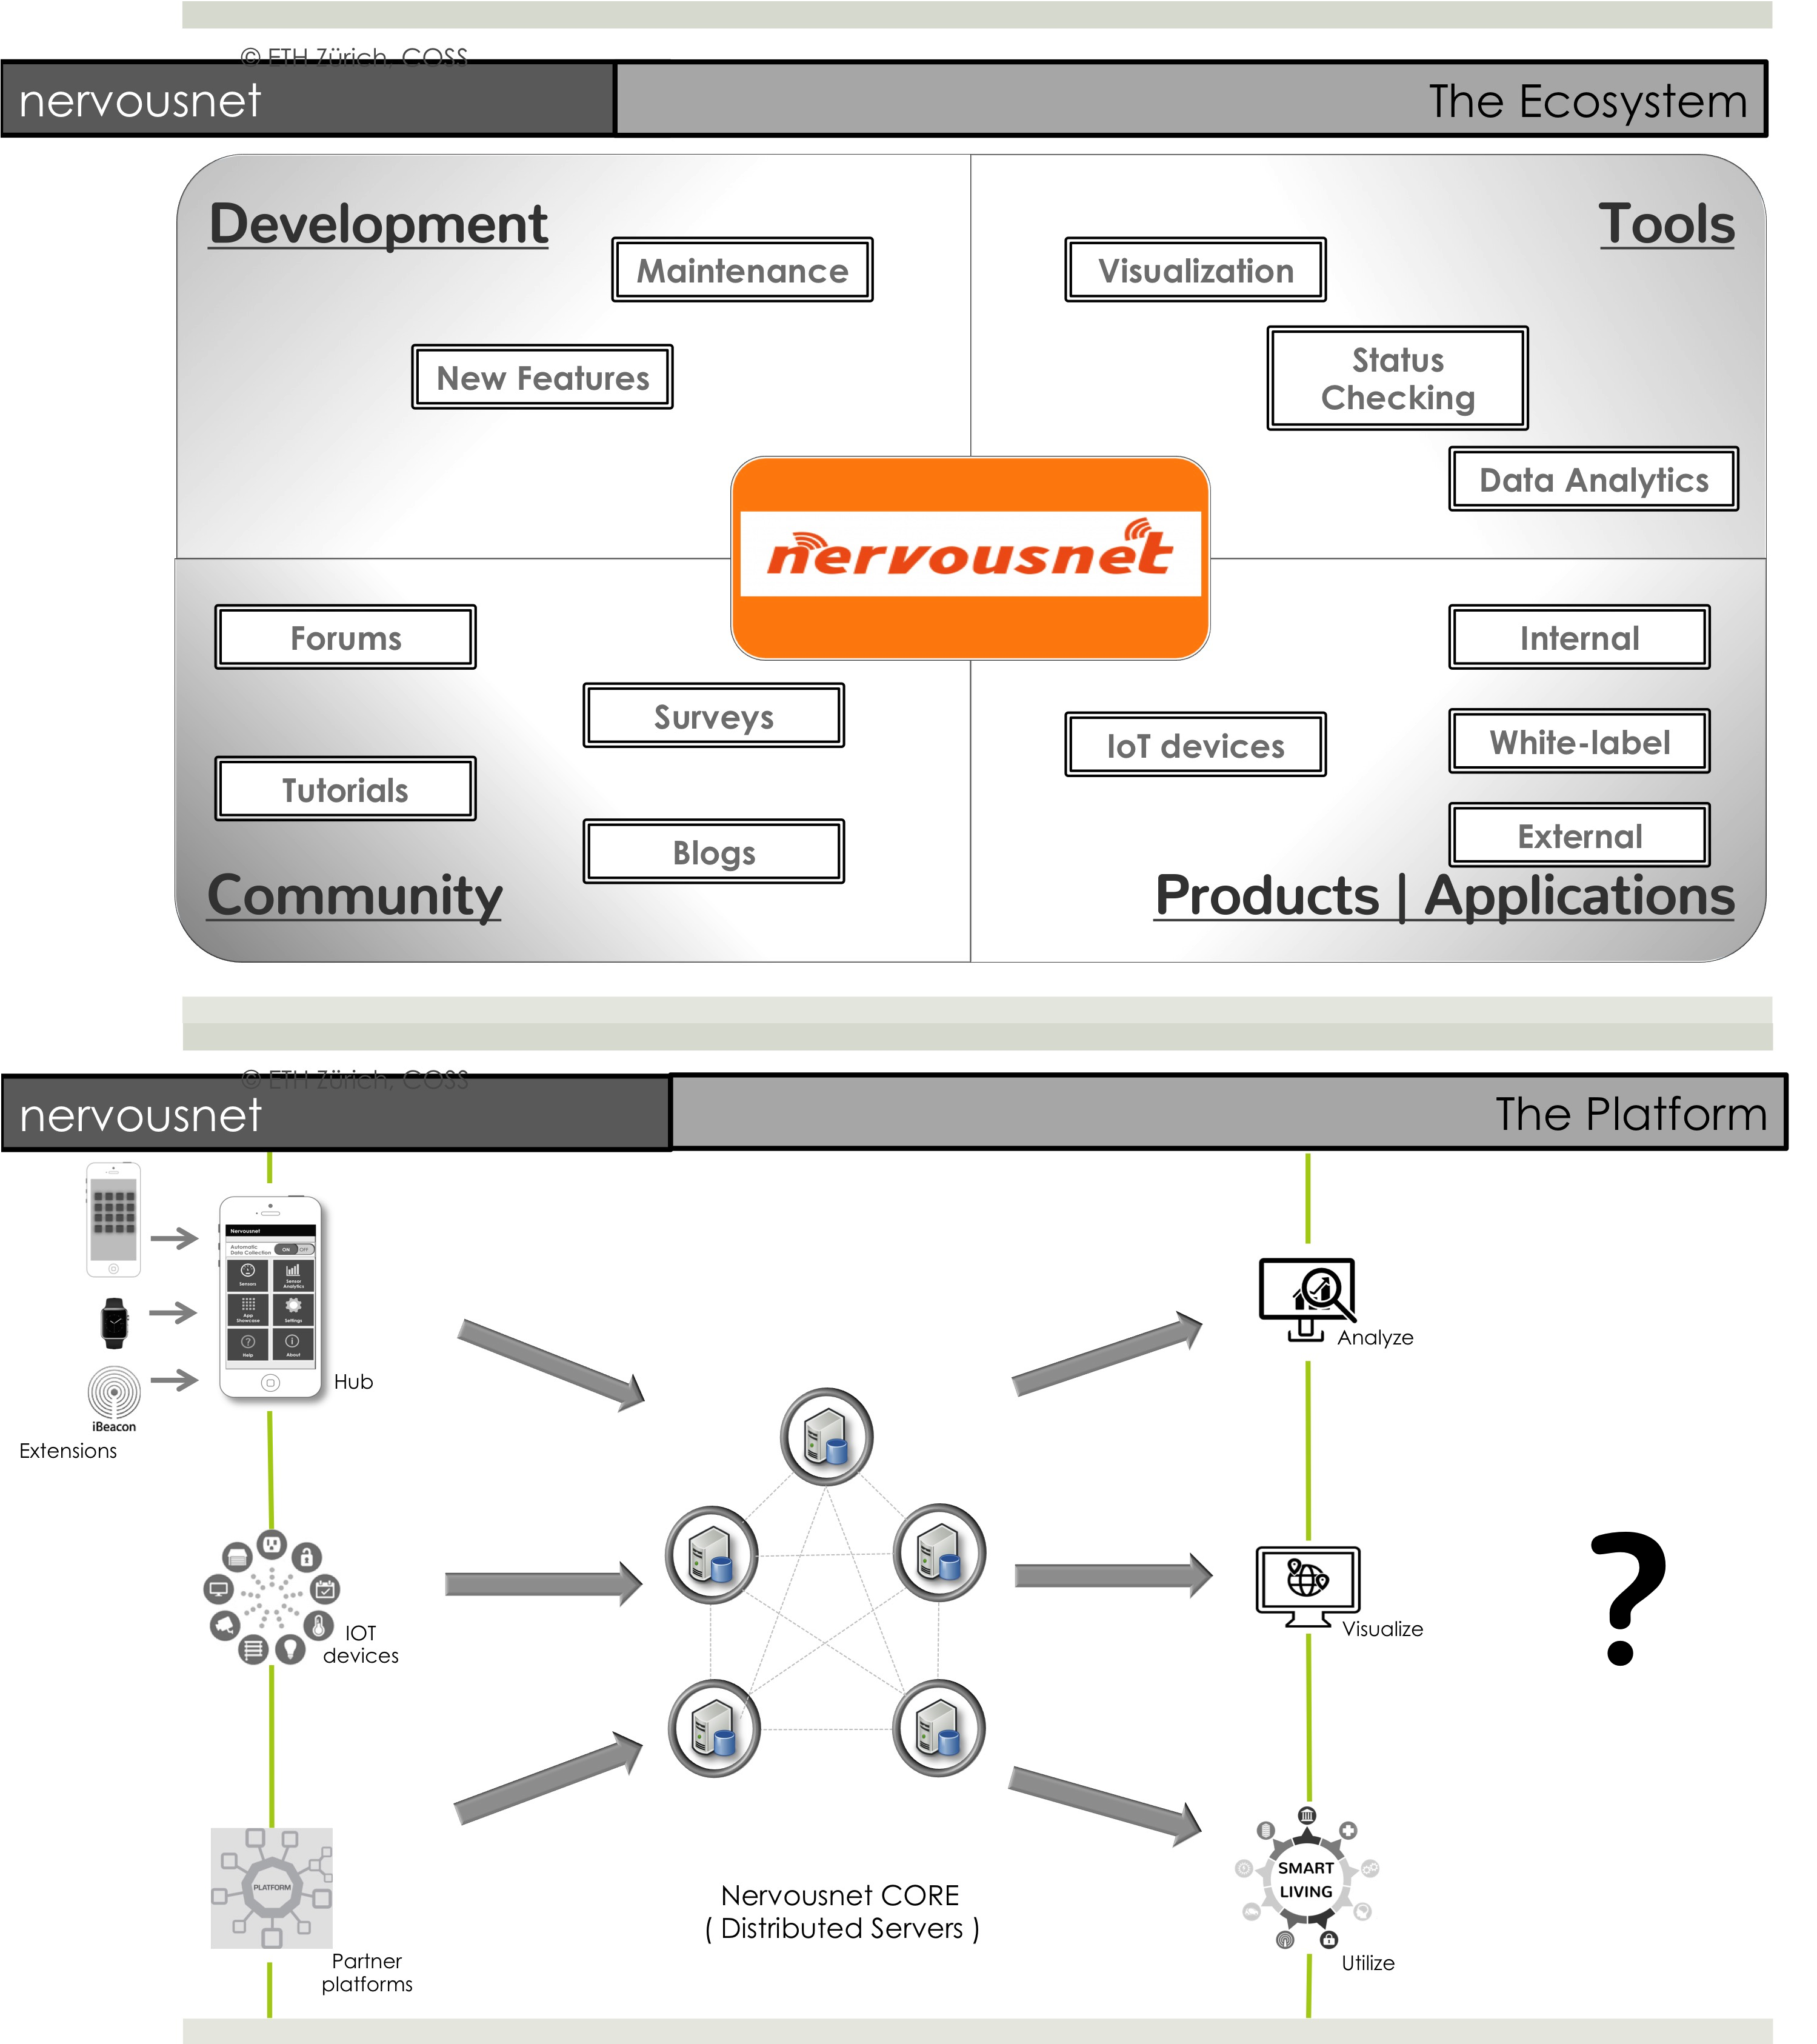 © ETH Zürich, COSS
nervousnet
The Ecosystem
Development
Tools
Maintenance
Visualization
New Features
Status
Checking
Data Analytics
nervousnet
Forums
Internal
Surveys
IoT devices
White-label
Tutorials
External
Blogs
Community
Products | Applications
© ETH Zürich, COSS
nervousnet
The Platform
Nervousnet
Automatic
Data Collection
ON
OFF
Sensors
Sensor
Analytics
App
Showcase
Settings
Help
About
Hub
iBeacon
Extensions
Analyze
IOT
devices
Visualize
?
PLATFORM
Partner
platforms
Nervousnet CORE
( Distributed Servers )
SMART
LIVING
Utilize